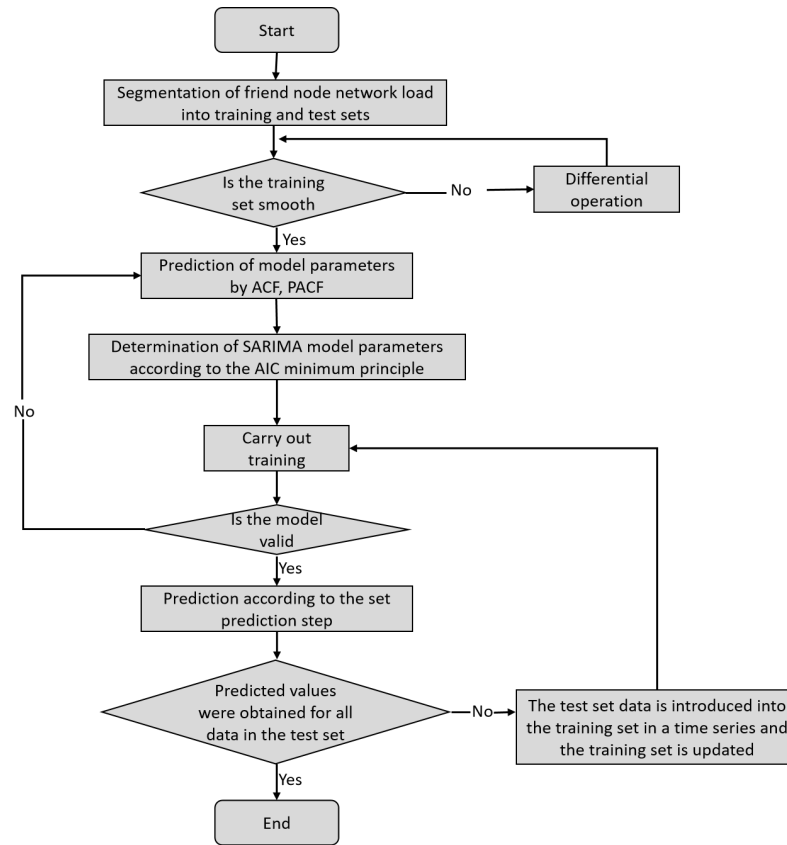 Start
Segmentation of friend node network load
into training and test sets
Is the training
set smooth
No
Differential
operation
Yes
Prediction of model parameters
by ACF, PACF
Determination of SARIMA model parameters
according to the AIC minimum principle
No
Carry out
training
Is the model
valid
Yes
Prediction according to the set
prediction step
Predicted values
were obtained for all
data in the test set
No
The test set data is introduced into
the training set in a time series and
the training set is updated
Yes
End